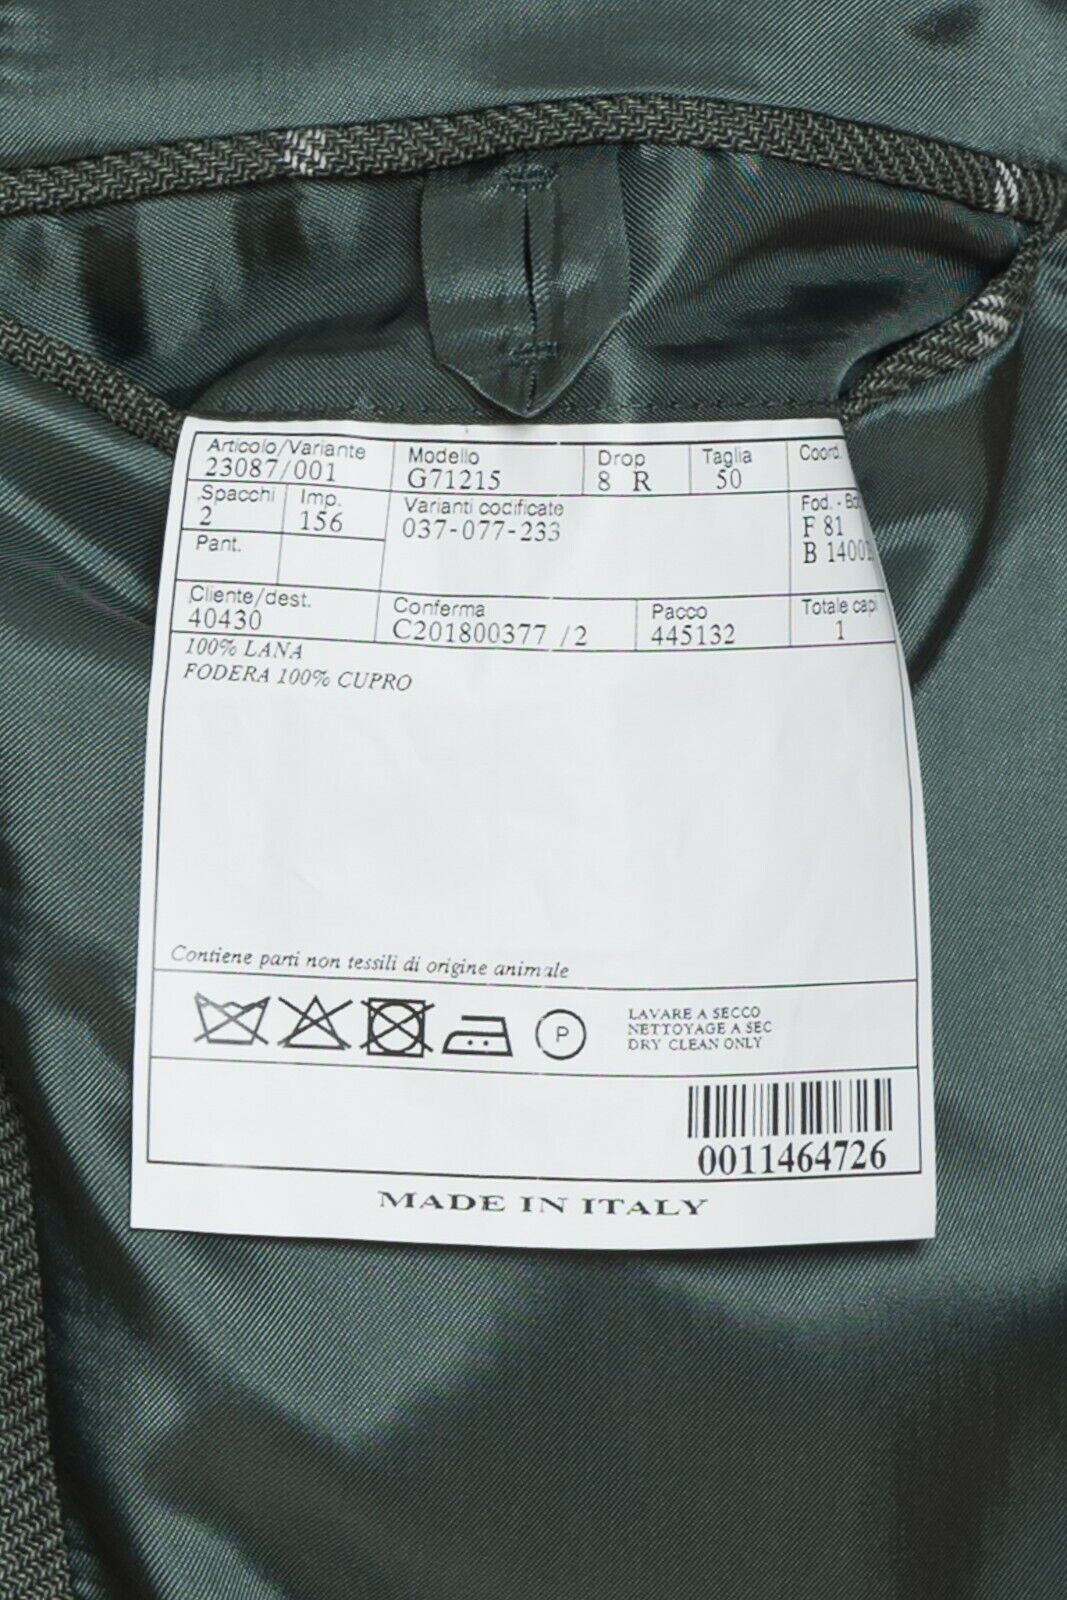 Articolo/Variante Modello Drop Taglia Coord.
23087/001 G71215 8 R 50
Spacchi Imp. Varianti codificate Fod. -
2 156 037-077-233 F 81
Pant. B
Cliente/dest. Conferma Pacco Totale capi
40430 C201800377 /2 445132 1
100% LANA
FODERA 100% CUPRO
Contiene parti non tessili di origine animale
P
LAVARE A SECCO
NETTOYAGE A SEC
DRY CLEAN ONLY
0011464726
MADE IN ITALY